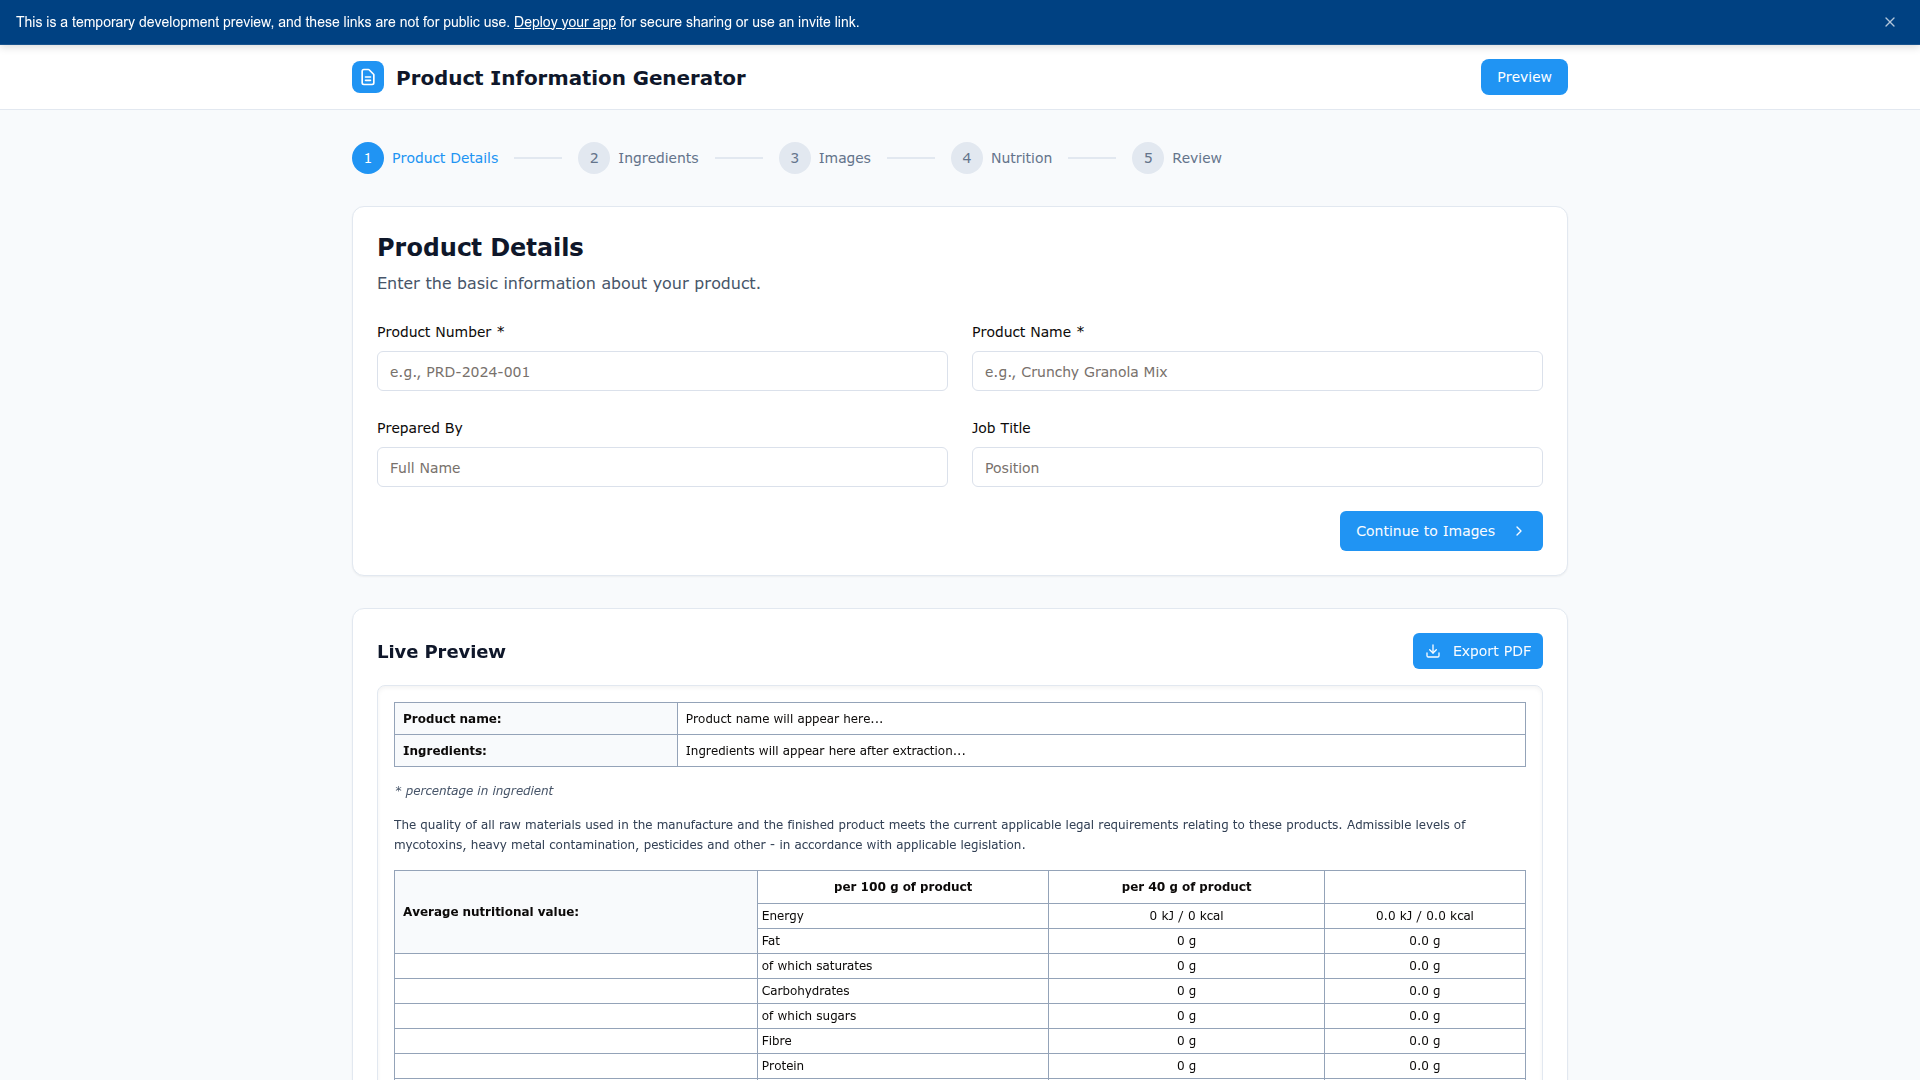 This is a temporary development preview, and these links are not for public use. Deploy your app for secure sharing or use an invite link.
Product Information Generator
Preview
1 Product Details
2 Ingredients
3 Images
4 Nutrition
5 Review
Product Details
Enter the basic information about your product.
Product Number *
Product Name *
e.g., PRD-2024-001
e.g., Crunchy Granola Mix
Prepared By
Job Title
Full Name
Position
Continue to Images
Live Preview
Export PDF
Product name: Product name will appear here...
Ingredients: Ingredients will appear here after extraction...
* percentage in ingredient
The quality of all raw materials used in the manufacture and the finished product meets the current applicable legal requirements relating to these products. Admissible levels of
mycotoxins, heavy metal contamination, pesticides and other - in accordance with applicable legislation.
Average nutritional value:
per 100 g of product per 40 g of product
Energy 0 kJ / 0 kcal 0.0 kJ / 0.0 kcal
Fat 0 g 0.0 g
of which saturates 0 g 0.0 g
Carbohydrates 0 g 0.0 g
of which sugars 0 g 0.0 g
Fibre 0 g 0.0 g
Protein 0 g 0.0 g